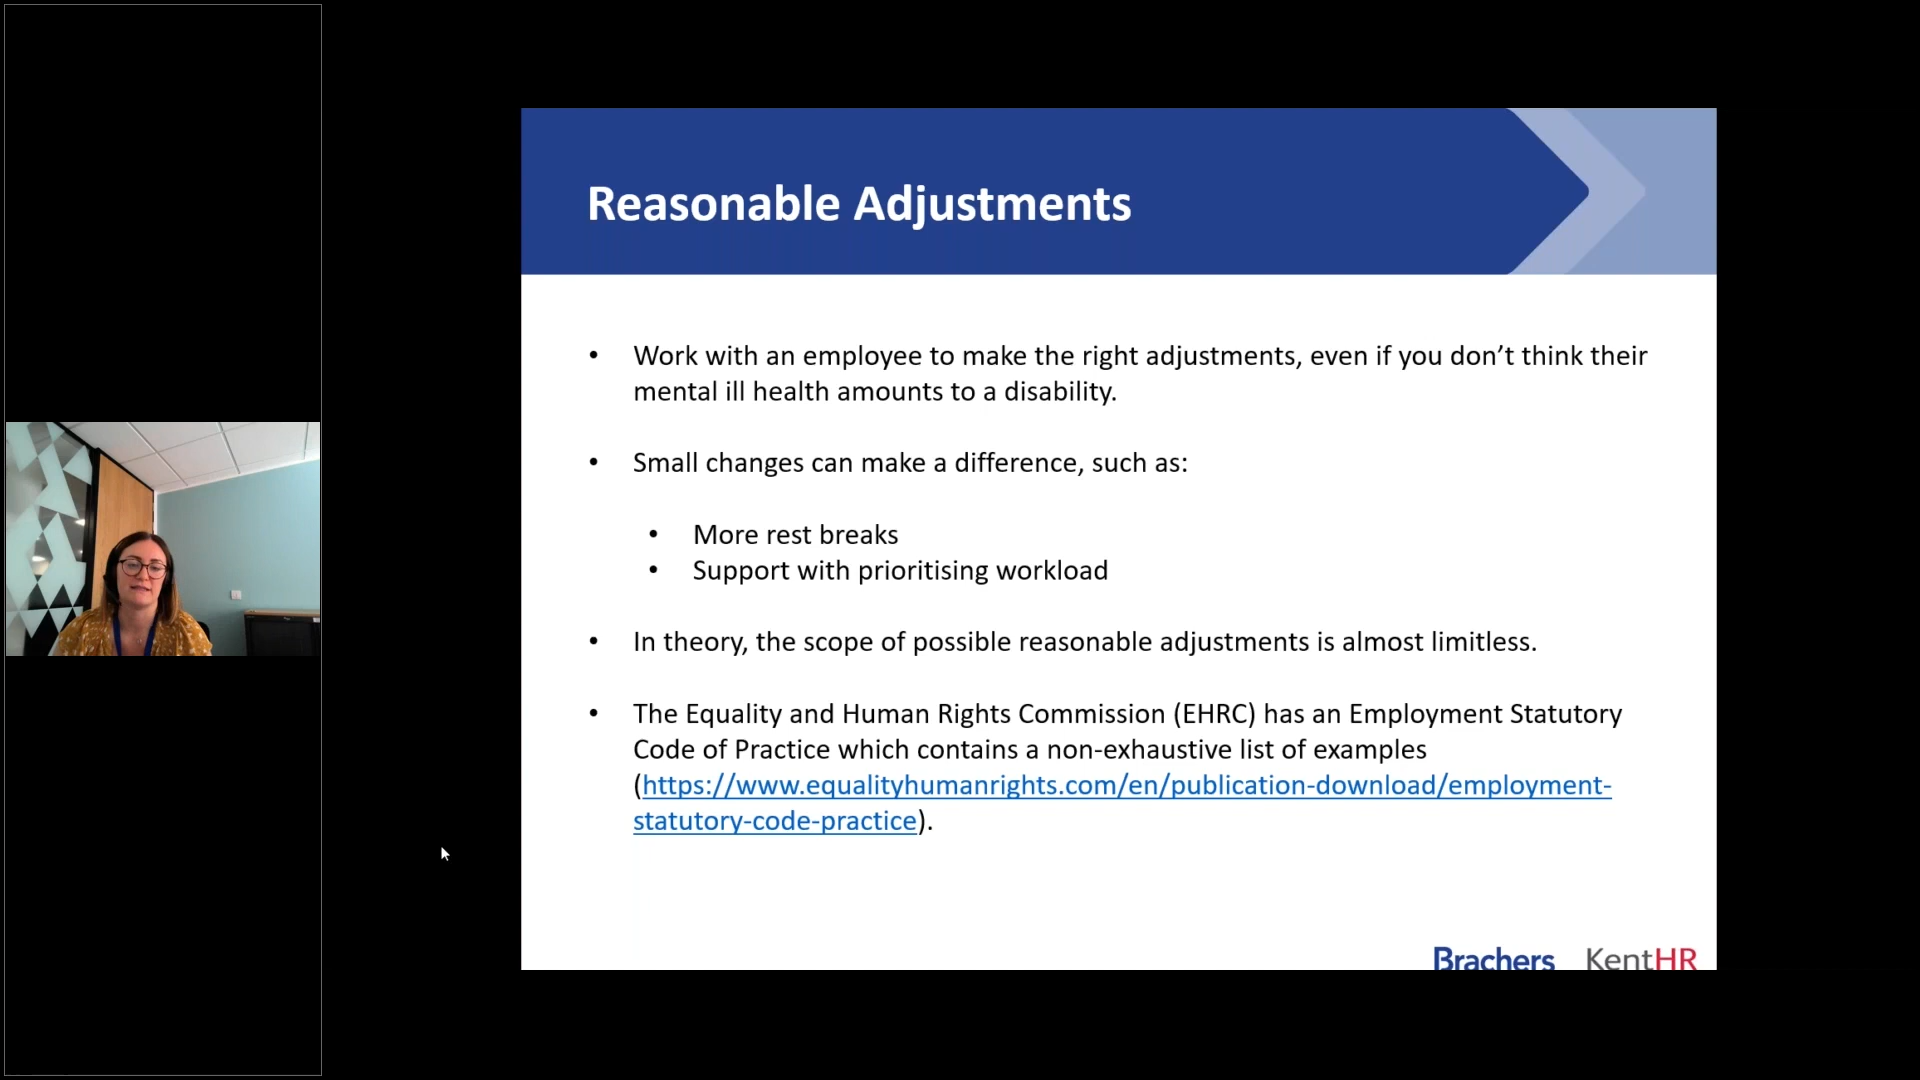 Reasonable Adjustments
• Work with an employee to make the right adjustments, even if you don’t think their
mental ill health amounts to a disability.
• Small changes can make a difference, such as:
• More rest breaks
• Support with prioritising workload
• In theory, the scope of possible reasonable adjustments is almost limitless.
• The Equality and Human Rights Commission (EHRC) has an Employment Statutory
Code of Practice which contains a non-exhaustive list of examples
(https://www.equalityhumanrights.com/en/publication-download/employment-
statutory-code-practice).
Brachers KentHR